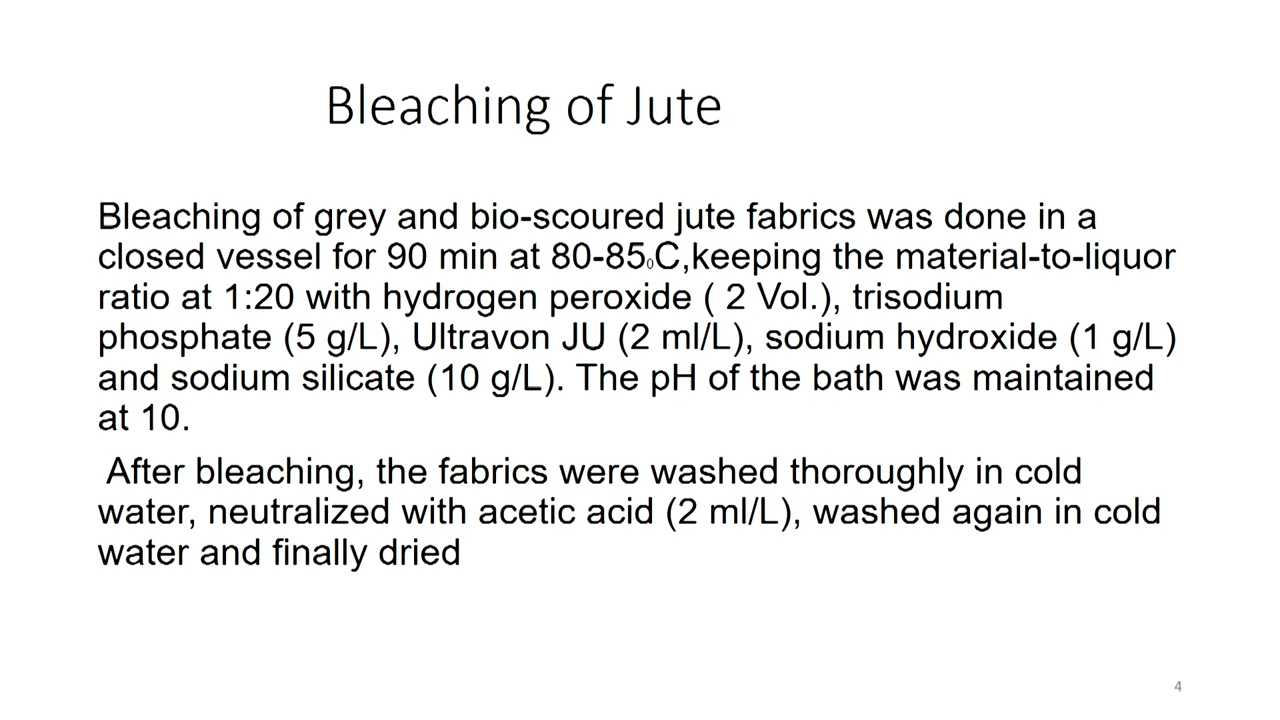 Bleaching of Jute
Bleaching of grey and bio-scoured jute fabrics was done in a
closed vessel for 90 min at 80-85₀C,keeping the material-to-liquor
ratio at 1:20 with hydrogen peroxide ( 2 Vol.), trisodium
phosphate (5 g/L), Ultravon JU (2 ml/L), sodium hydroxide (1 g/L)
and sodium silicate (10 g/L). The pH of the bath was maintained
at 10.
After bleaching, the fabrics were washed thoroughly in cold
water, neutralized with acetic acid (2 ml/L), washed again in cold
water and finally dried
4